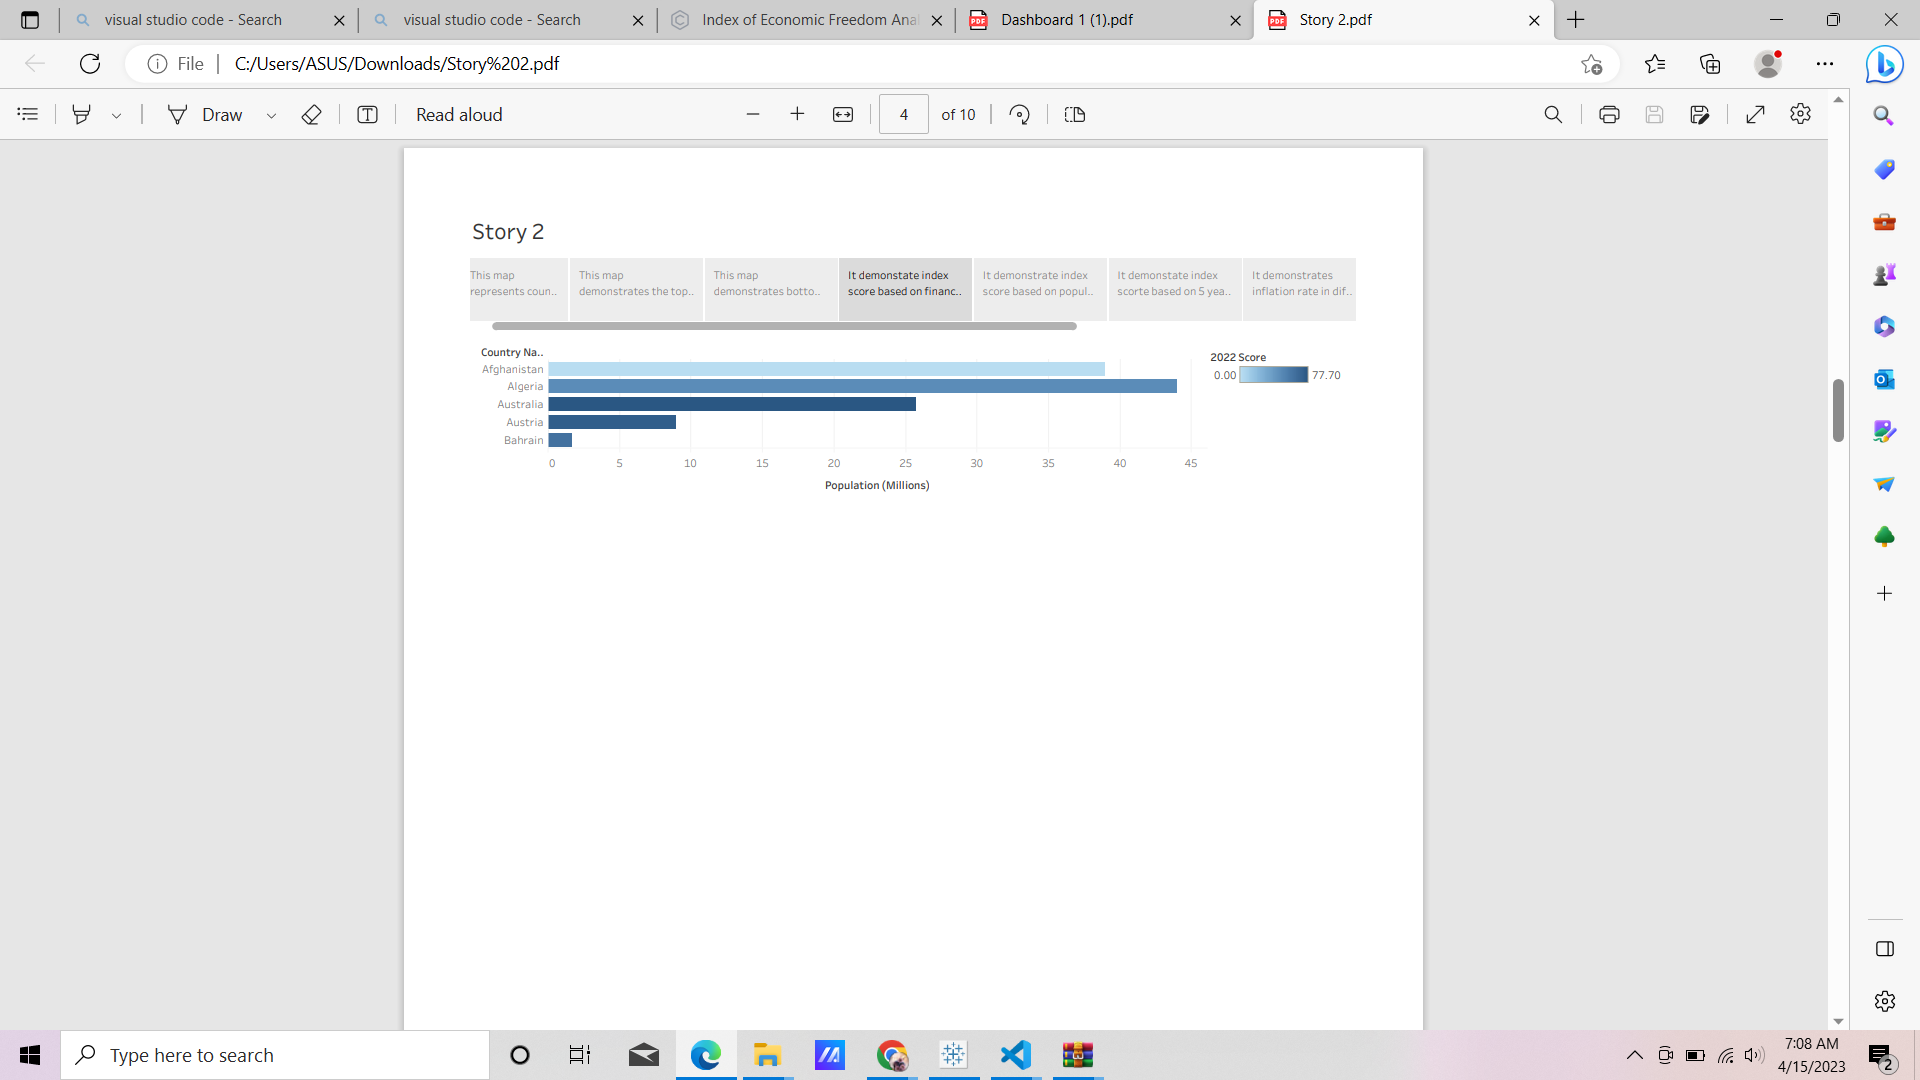 visual studio code - Search
visual studio code - Search
Index of Economic Freedom Anal
Dashboard 1 (1).pdf
Story 2.pdf
File
C:/Users/ASUS/Downloads/Story%202.pdf
Draw
Read aloud
4
of 10
Story 2
This map
represents coun..
This map
demonstrates the top..
This map
demonstrates botto..
It demonstate index
score based on financ..
It demonstrate index
score based on popul..
It demonstate index
scorte based on 5 yea..
It demonstrates
inflation rate in dif..
Country Na..
Afghanistan
Algeria
Australia
Austria
Bahrain
0 5 10 15 20 25 30 35 40 45
Population (Millions)
2022 Score
0.00 77.70
Type here to search
7:08 AM
4/15/2023
2